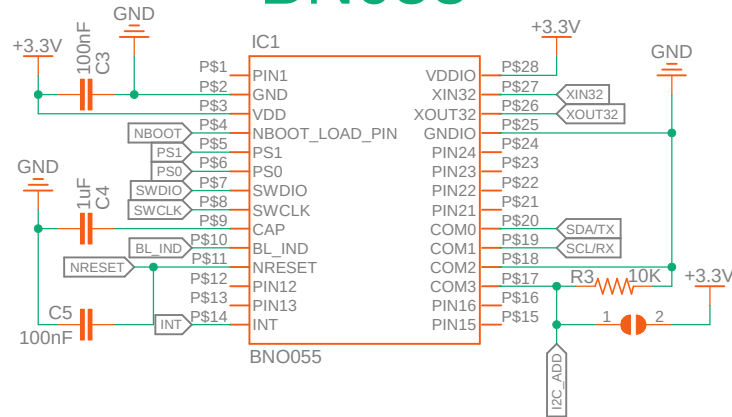 BNO055
GND
+3.3V
100nF
C3
IC1
P$1
PIN1
P$2
GND
P$3
VDD
NBOOT
P$4
NBOOT_LOAD_PIN
PS1
P$5
PS1
PS0
P$6
PS0
SWDIO
P$7
SWDIO
SWCLK
P$8
SWCLK
GND
1uF
C4
P$9
CAP
BL_IND
P$10
BL_IND
NRESET
P$11
NRESET
P$12
PIN12
P$13
PIN13
C5
100nF
INT
P$14
INT
BNO055
+3.3V
GND
VDDIO
P$28
XIN32
P$27
XIN32
XOUT32
P$26
XOUT32
GNDIO
P$25
PIN24
P$24
PIN23
P$23
PIN22
P$22
PIN21
P$21
COM0
P$20
SDA/TX
COM1
P$19
SCL/RX
COM2
P$18
COM3
P$17
R3
10K
+3.3V
PIN16
P$16
PIN15
P$15
1
2
I2C_ADD